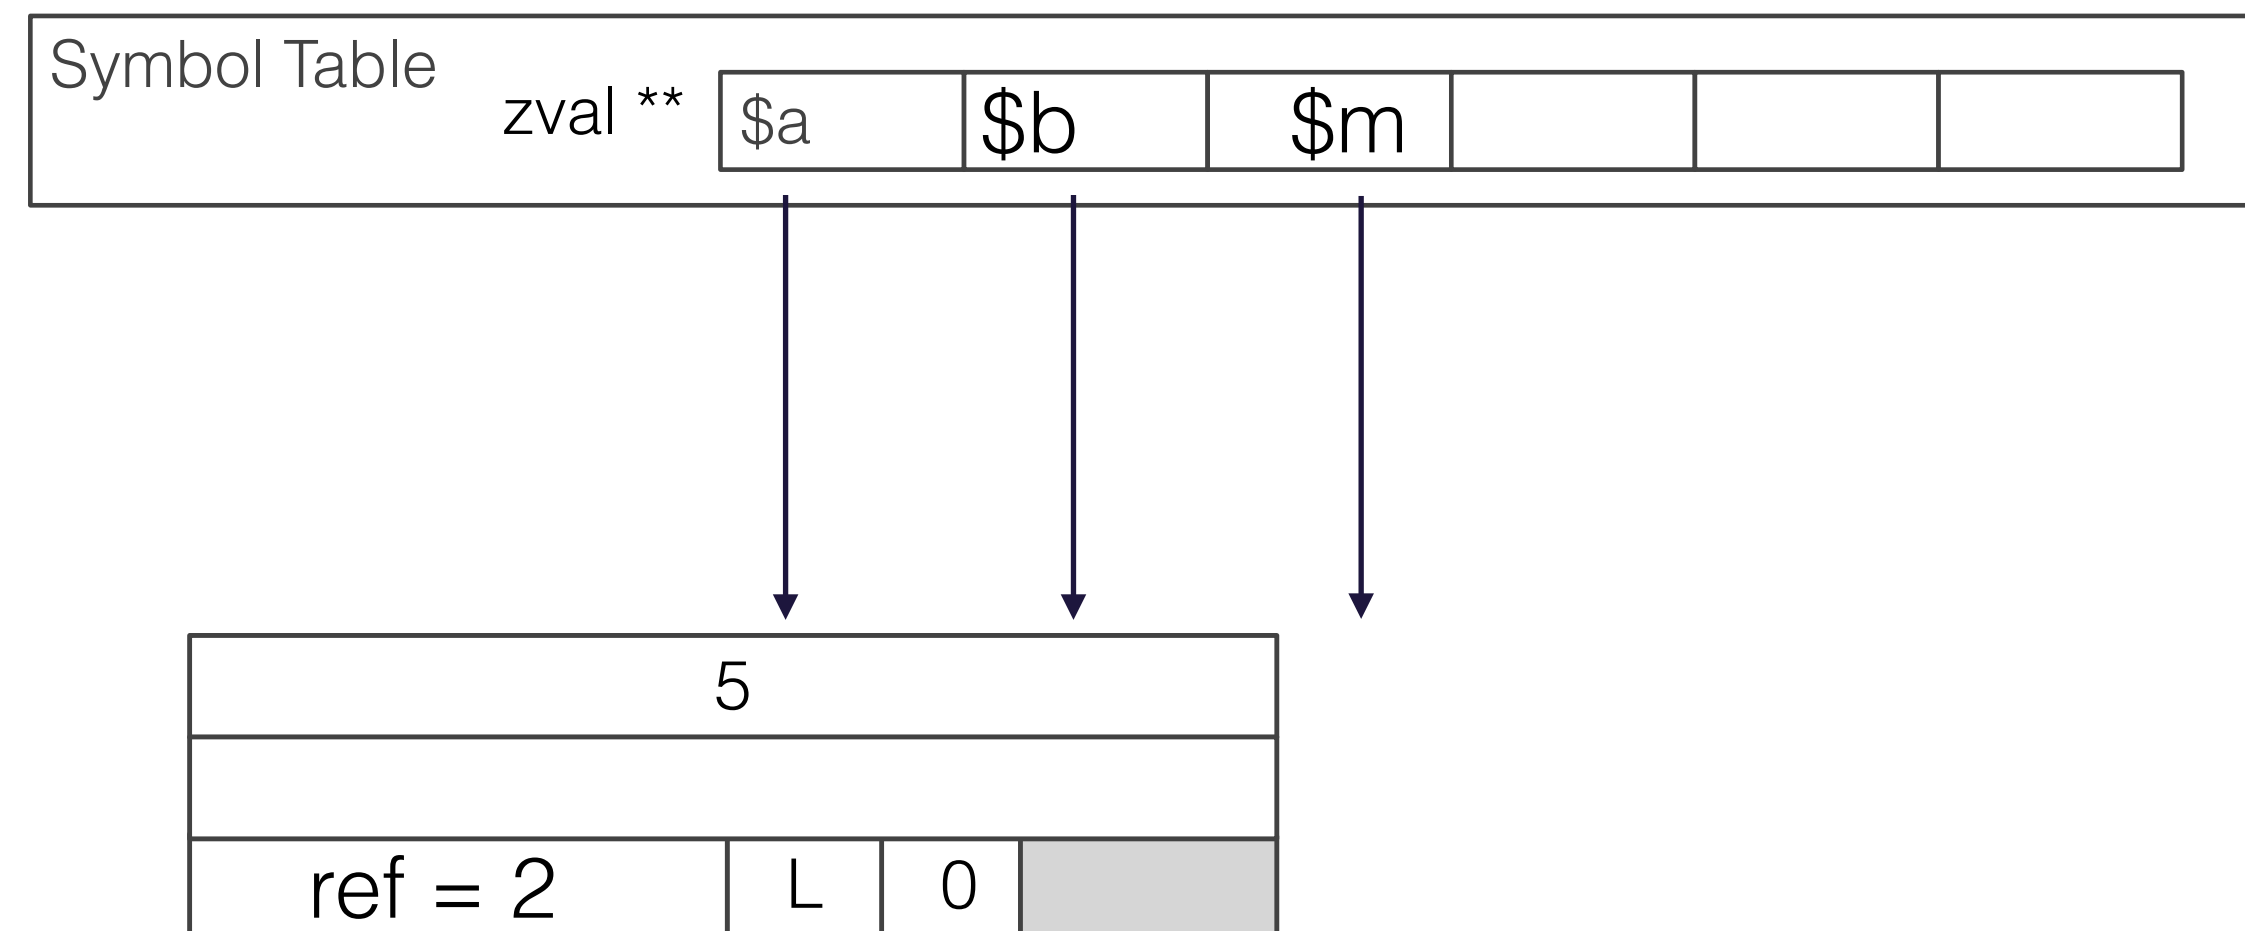 Symbol Table
zval **
$a
$b
$m
5
ref = 2
L
0